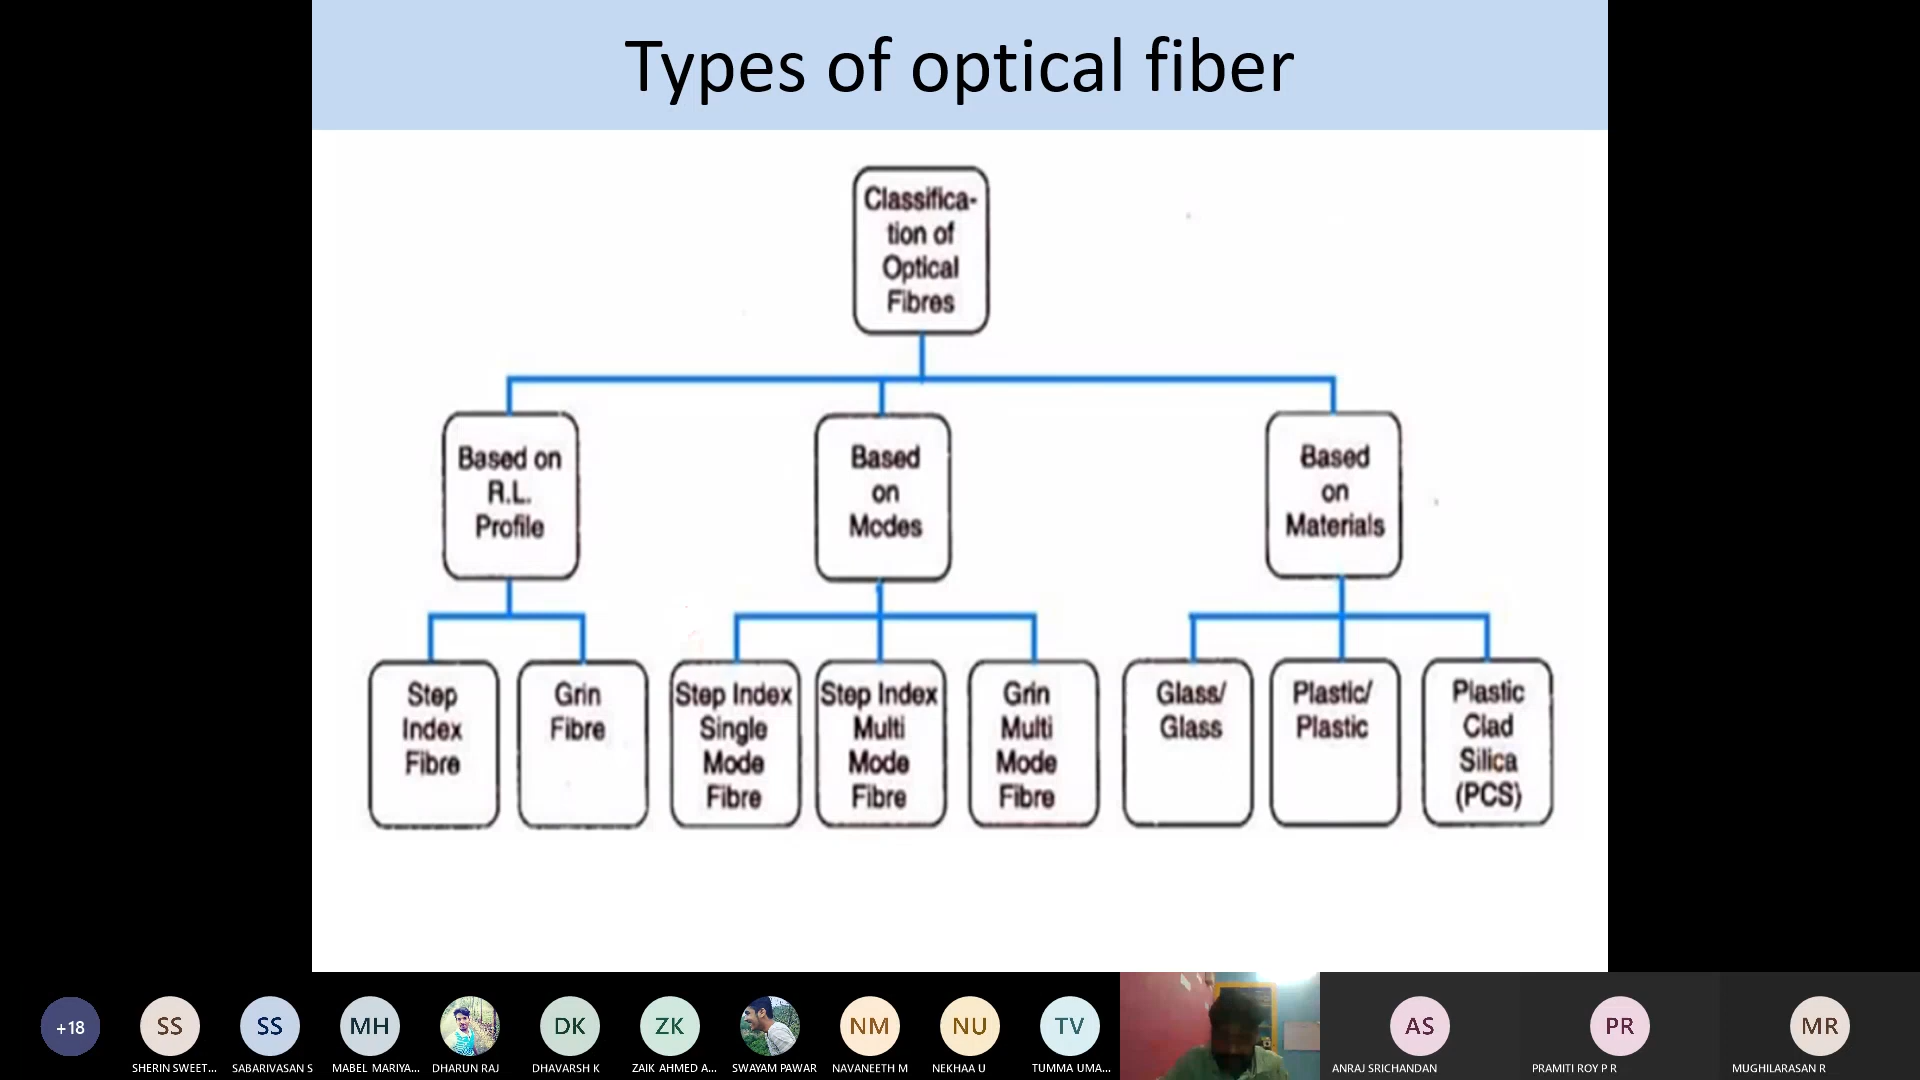 Types of optical fiber
Classifica-
tion of
Optical
Fibres
Based on
R.L.
Profile
Based
on
Modes
Based
on
Materials
Step
Index
Fibre
Grin
Fibre
Step Index
Single
Mode
Fibre
Step Index
Multi
Mode
Fibre
Grin
Multi
Mode
Fibre
Glass/
Glass
Plastic/
Plastic
Plastic
Clad
Silica
(PCS)
+18
SS
SHERIN SWEET...
SS
SABARIVASAN S
MH
MABEL MARIYA...
DHARUN RAJ
DK
DHAVARSH K
ZK
ZAIK AHMED A...
SWAYAM PAWAR
NM
NAVANEETH M
NU
NEKHAA U
TV
TUMMA UMA...
AS
ANRAJ SRICHANDAN
PR
PRAMITI ROY P R
MR
MUGHILARASAN R